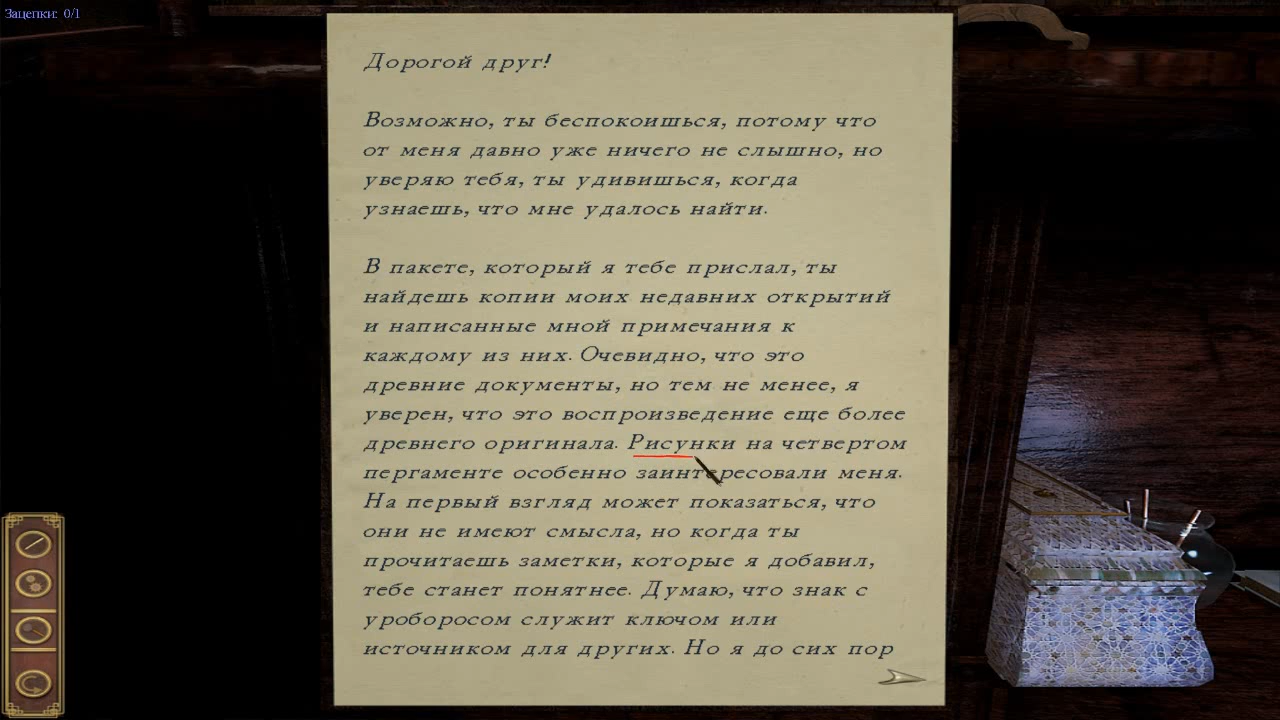 Зацепки: 0/1
Дорогой друг!
Возможно, ты беспокоишься, потому что
от меня давно уже ничего не слышно, но
уверяю тебя, ты удивишься, когда
узнаешь, что мне удалось найти.
В пакете, который я тебе прислал, ты
найдешь копии моих недавних открытий
и написанные мной примечания к
каждому из них. Очевидно, что это
древние документы, но тем не менее, я
уверен, что это воспроизведение еще более
древнего оригинала. Рисунки на четвертом
пергаменте особенно заинтересовали меня.
На первый взгляд может показаться, что
они не имеют смысла, но когда ты
прочитаешь заметки, которые я добавил,
тебе станет понятнее. Думаю, что знак с
уроборосом служит ключом или
источником для других. Но я до сих пор